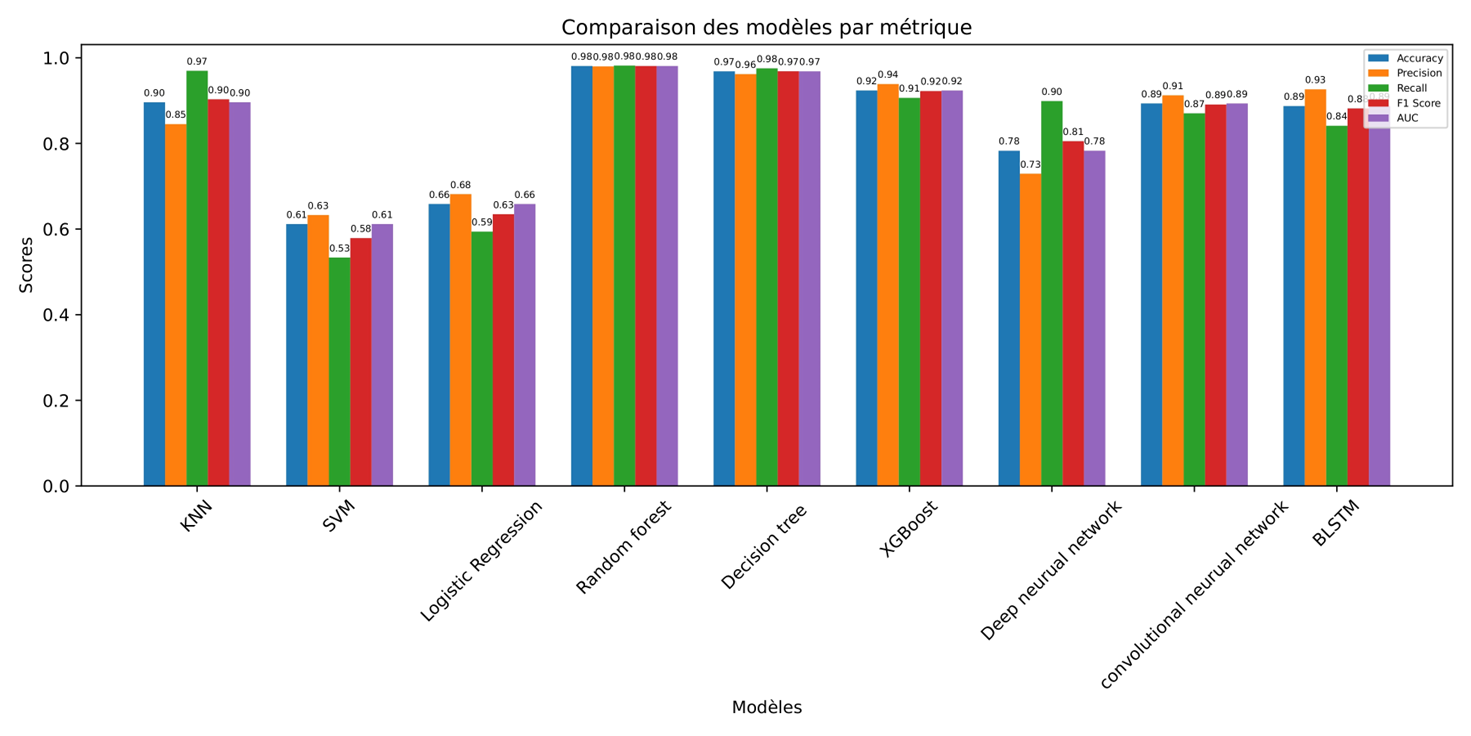 Comparaison des modèles par métrique
Scores
1.0
0.8
0.6
0.4
0.2
0.0
0.90 0.85 0.97 0.90 0.90
0.61 0.63 0.53 0.58 0.61
0.66 0.68 0.59 0.63 0.66
0.98 0.98 0.98 0.98 0.98
0.97 0.96 0.98 0.97 0.97
0.92 0.94 0.91 0.92 0.92
0.78 0.73 0.90 0.81 0.78
0.89 0.91 0.87 0.89 0.89
0.89 0.93 0.84
Accuracy
Precision
Recall
F1 Score
AUC
KNN
SVM
Logistic Regression
Random forest
Decision tree
XGBoost
Deep neurual network
convolutional neurual network
BLSTM
Modèles